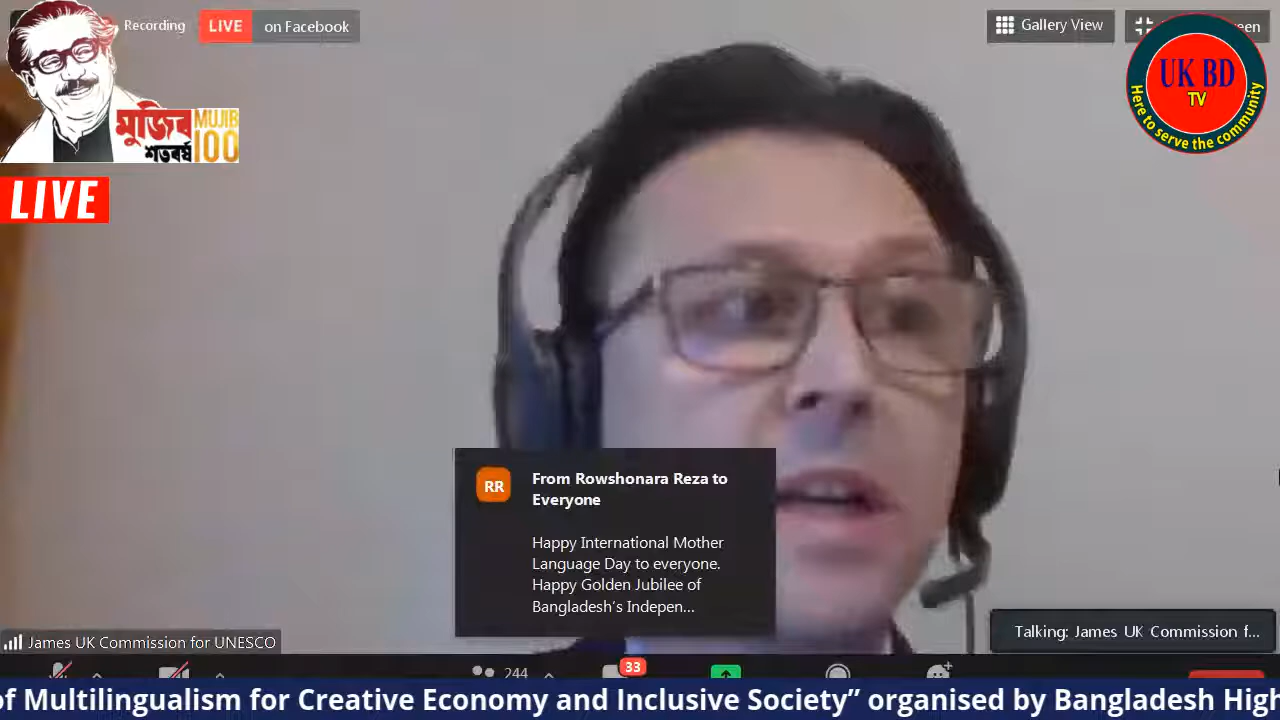 Recording
LIVE
on Facebook
Gallery View
een
UK BD
TV
Here to serve the community
মুজিব
শতবর্ষ
MUJIB
100
LIVE
RR
From Rowshonara Reza to
Everyone
Happy International Mother
Language Day to everyone.
Happy Golden Jubilee of
Bangladesh's Indepen...
James UK Commission for UNESCO
Talking: James UK Commission f...
244
33
of Multilingualism for Creative Economy and Inclusive Society” organised by Bangladesh High